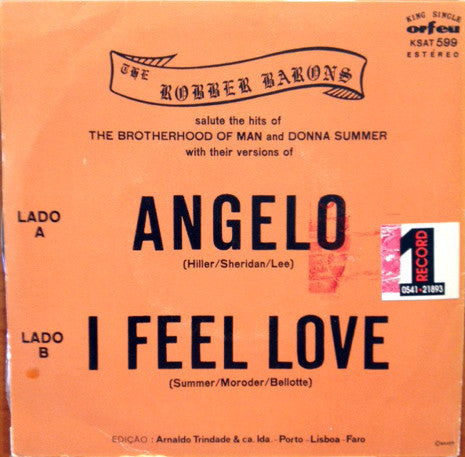 KING SINGLE
orfeu
KSAT 599
ESTÉREO
THE ROBBER BARONS
salute the hits of
THE BROTHERHOOD OF MAN and DONNA SUMMER
with their versions of
LADO
A
ANGELO
(Hiller/Sheridan/Lee)
1
RECORD
0541-21893
LADO
B
I FEEL LOVE
(Summer/Moroder/Bellotte)
EDIÇÃO : Arnaldo Trindade & ca. lda. - Porto - Lisboa - Faro